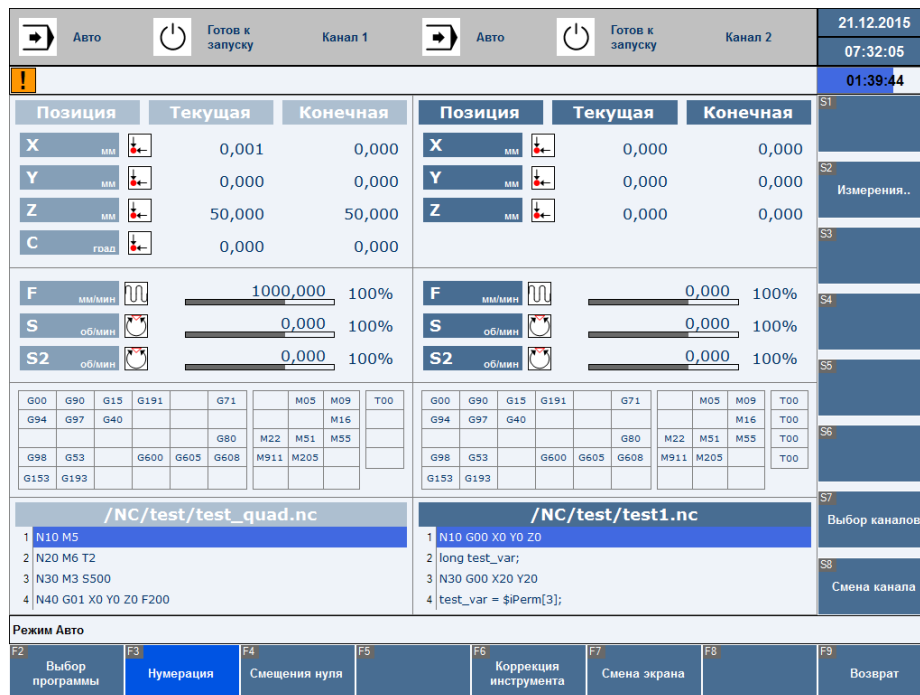 Авто Готов к запуску Канал 1 Авто Готов к запуску Канал 2 21.12.2015
07:32:05
! 01:39:44
Позиция Текущая Конечная Позиция Текущая Конечная S1
X мм 0,001 0,000 X мм 0,000 0,000
Y мм 0,000 0,000 Y мм 0,000 0,000 S2 Измерения..
Z мм 50,000 50,000 Z мм 0,000 0,000
C град 0,000 0,000 S3
F мм/мин 1000,000 100% F мм/мин 0,000 100% S4
S об/мин 0,000 100% S об/мин 0,000 100%
S2 об/мин 0,000 100% S2 об/мин 0,000 100% S5
G00 G90 G15 G191 G71 M05 M09 T00 G00 G90 G15 G191 G71 M05 M09 T00
G94 G97 G40 M16 G94 G97 G40 M16 T00
G80 M22 M51 M55 G80 M22 M51 M55 T00 S6
G98 G53 G600 G605 G608 M911 M205 G98 G53 G600 G605 G608 M911 M205 T00
G153 G193 G153 G193
/NC/test/test_quad.nc /NC/test/test1.nc S7 Выбор каналов
1 N10 M5 1 N10 G00 X0 Y0 Z0
2 N20 M6 T2 2 long test_var;
3 N30 M3 S500 3 N30 G00 X20 Y20 S8 Смена канала
4 N40 G01 X0 Y0 Z0 F200 4 test_var = $iPerm[3];
Режим Авто
F2 Выбор программы F3 Нумерация F4 Смещения нуля F5 F6 Коррекция инструмента F7 Смена экрана F8 F9 Возврат